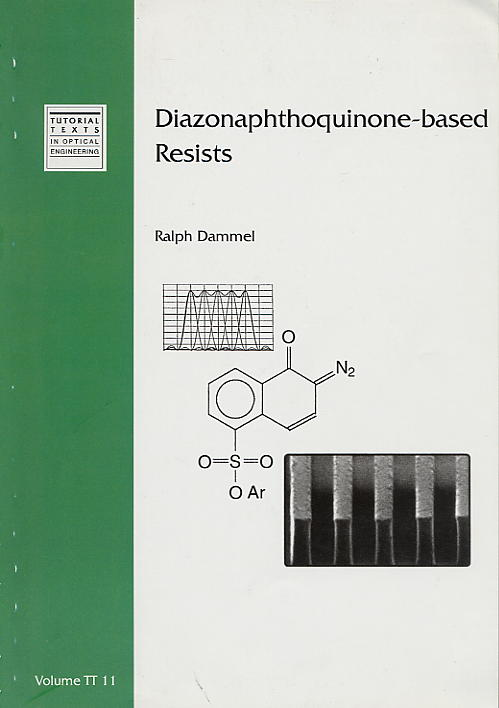 TUTORIAL
TEXTS
IN OPTICAL
ENGINEERING
Diazonaphthoquinone-based
Resists
Ralph Dammel
O
N₂
O=S=O
O Ar
Volume TT 11